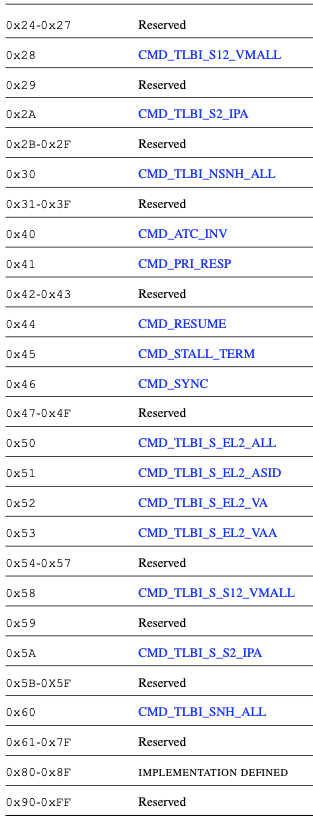 0x24-0x27 Reserved
0x28 CMD_TLBI_S12_VMALL
0x29 Reserved
0x2A CMD_TLBI_S2_IPA
0x2B-0x2F Reserved
0x30 CMD_TLBI_NSNH_ALL
0x31-0x3F Reserved
0x40 CMD_ATC_INV
0x41 CMD_PRI_RESP
0x42-0x43 Reserved
0x44 CMD_RESUME
0x45 CMD_STALL_TERM
0x46 CMD_SYNC
0x47-0x4F Reserved
0x50 CMD_TLBI_S_EL2_ALL
0x51 CMD_TLBI_S_EL2_ASID
0x52 CMD_TLBI_S_EL2_VA
0x53 CMD_TLBI_S_EL2_VAA
0x54-0x57 Reserved
0x58 CMD_TLBI_S_S12_VMALL
0x59 Reserved
0x5A CMD_TLBI_S_S2_IPA
0x5B-0X5F Reserved
0x60 CMD_TLBI_SNH_ALL
0x61-0x7F Reserved
0x80-0x8F IMPLEMENTATION DEFINED
0x90-0xFF Reserved